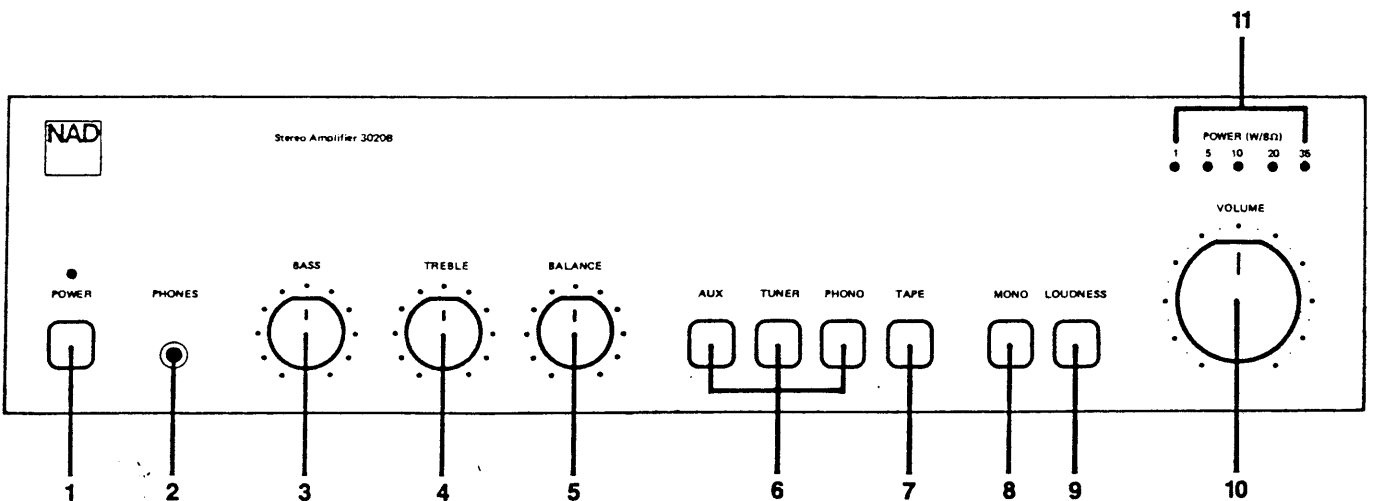 11
NAD
Stereo Amplifier 3020B
POWER (W/8Ω)
1 5 10 20 35
VOLUME
BASS TREBLE BALANCE
POWER PHONES AUX TUNER PHONO TAPE MONO LOUDNESS
1 2 3 4 5 6 7 8 9 10